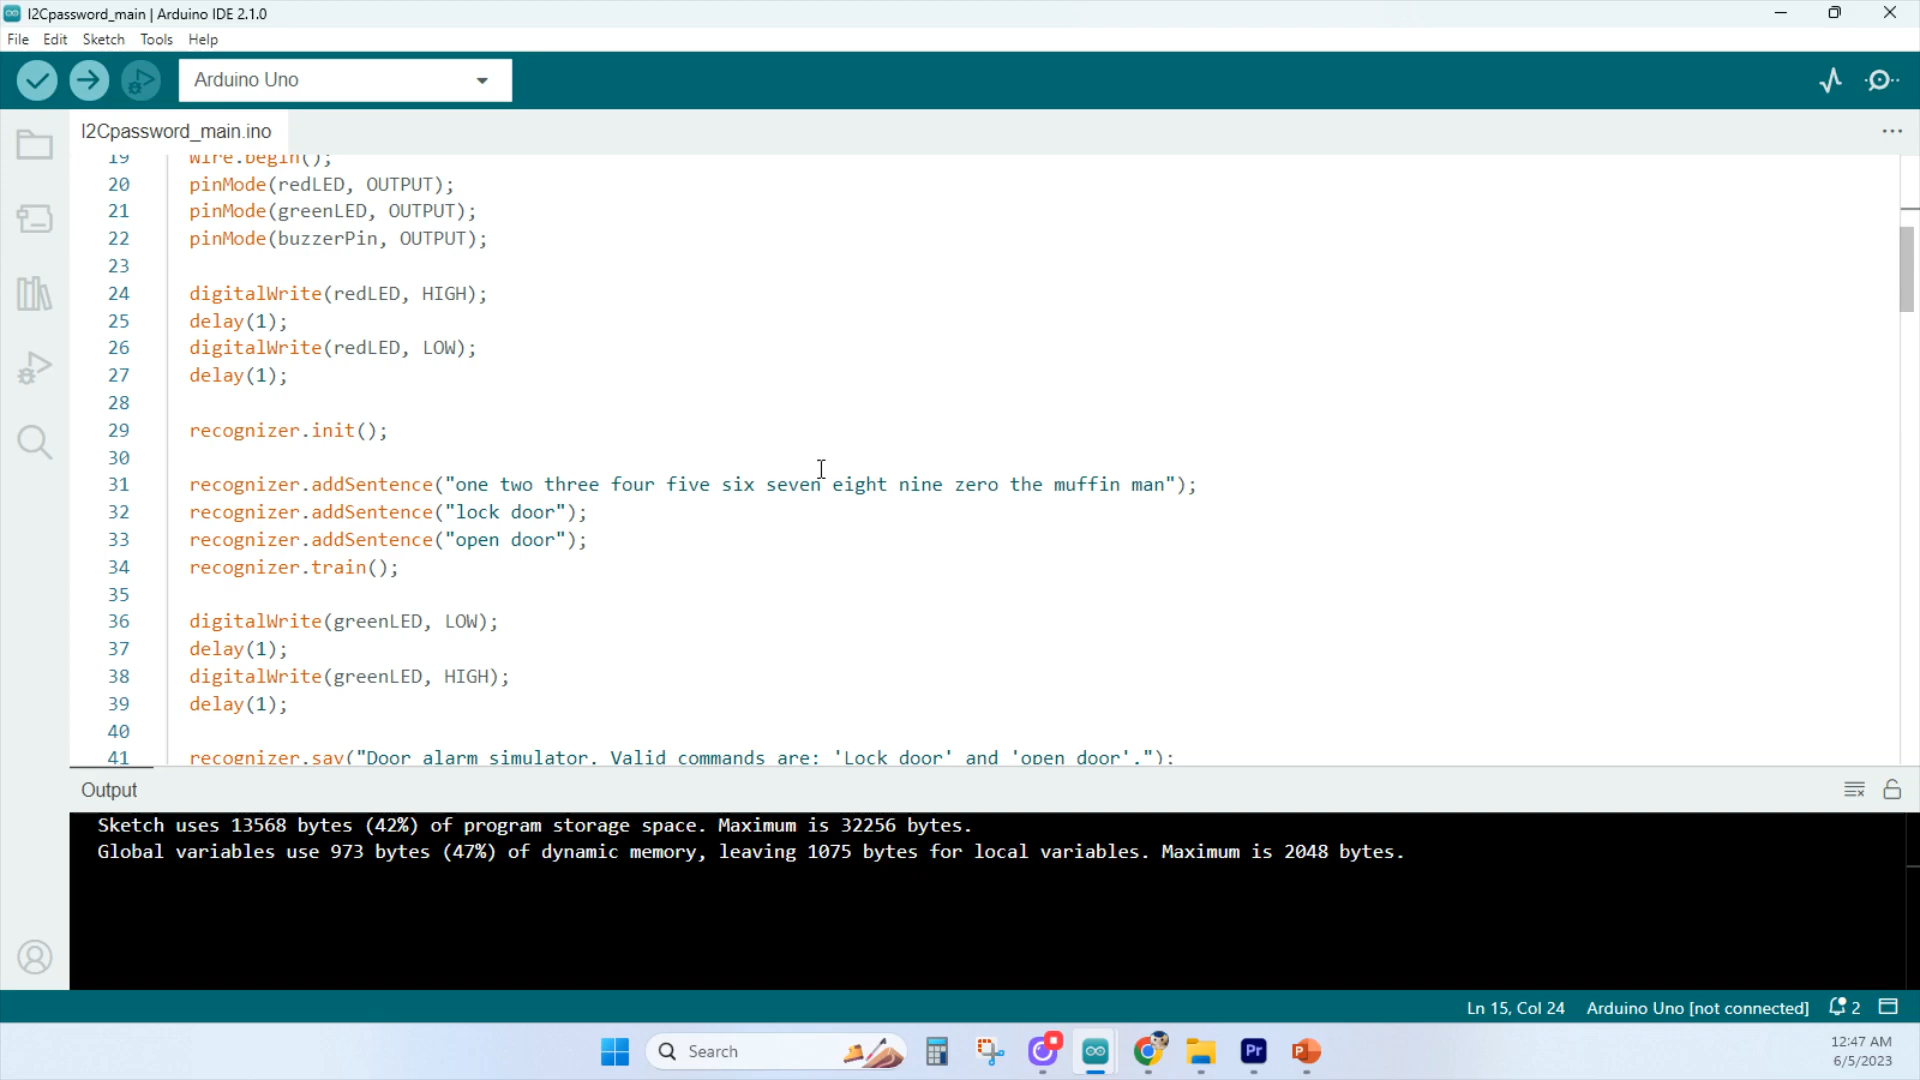 I2Cpassword_main | Arduino IDE 2.1.0
File Edit Sketch Tools Help
Arduino Uno
I2Cpassword_main.ino
19 Wire.begin();
20 pinMode(redLED, OUTPUT);
21 pinMode(greenLED, OUTPUT);
22 pinMode(buzzerPin, OUTPUT);
23
24 digitalWrite(redLED, HIGH);
25 delay(1);
26 digitalWrite(redLED, LOW);
27 delay(1);
28
29 recognizer.init();
30
31 recognizer.addSentence("one two three four five six seven eight nine zero the muffin man");
32 recognizer.addSentence("lock door");
33 recognizer.addSentence("open door");
34 recognizer.train();
35
36 digitalWrite(greenLED, LOW);
37 delay(1);
38 digitalWrite(greenLED, HIGH);
39 delay(1);
40
41 recognizer.say("Door alarm simulator. Valid commands are: 'Lock door' and 'open door'.");
Output
Sketch uses 13568 bytes (42%) of program storage space. Maximum is 32256 bytes.
Global variables use 973 bytes (47%) of dynamic memory, leaving 1075 bytes for local variables. Maximum is 2048 bytes.
Ln 15, Col 24 Arduino Uno [not connected] 2
Search
Pr
P
12:47 AM
6/5/2023